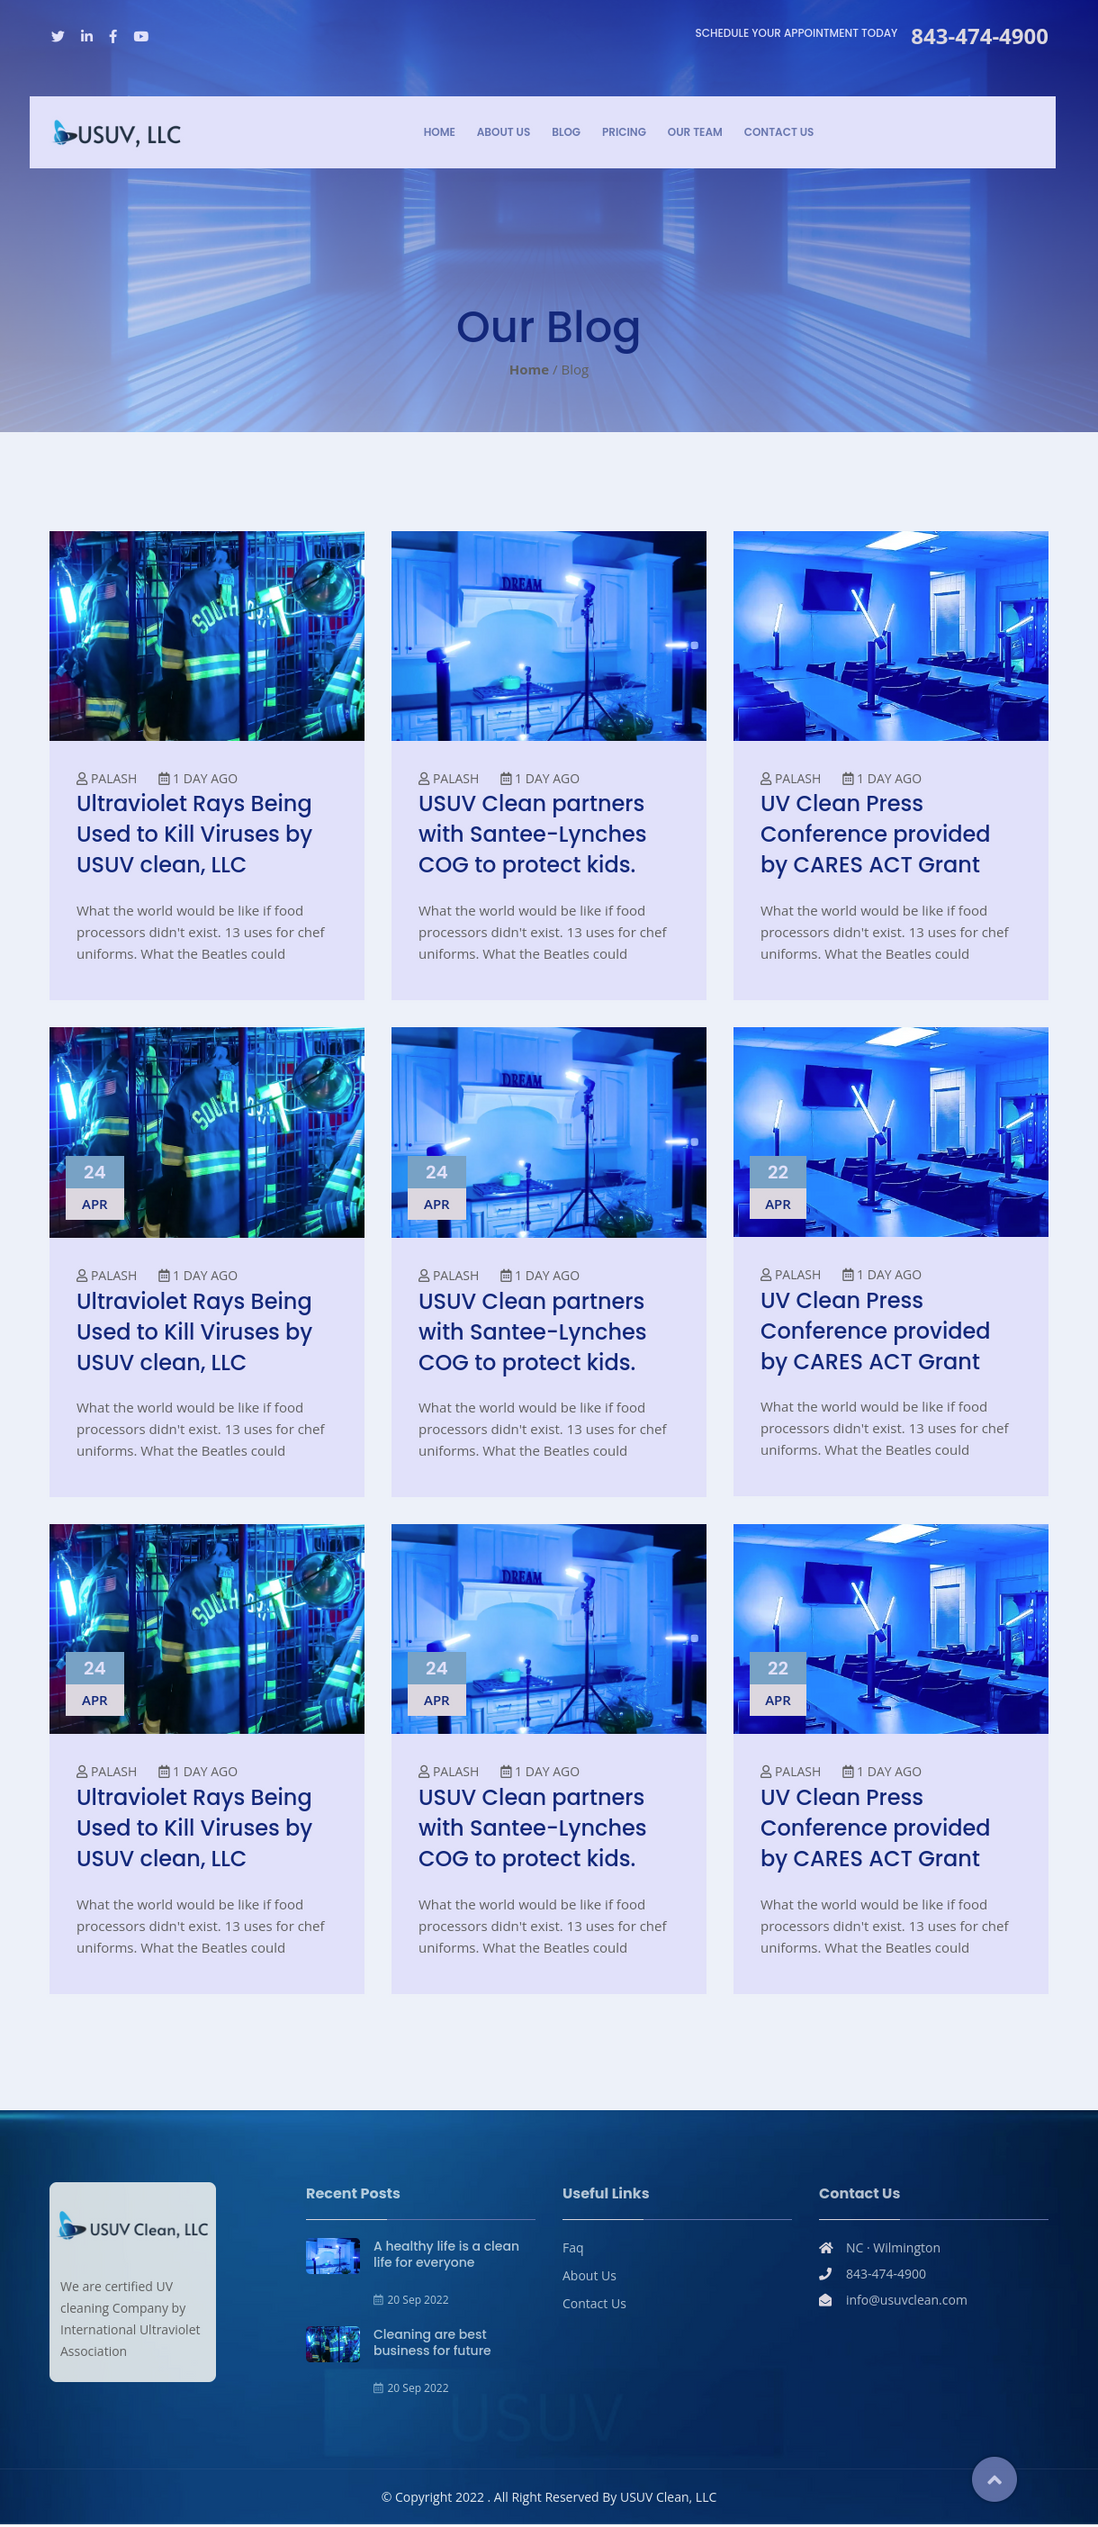 SCHEDULE YOUR APPOINTMENT TODAY 843-474-4900
USUV, LLC
HOME ABOUT US BLOG PRICING OUR TEAM CONTACT US
Our Blog
Home / Blog
SOUTH
DREAM
PALASH 1 DAY AGO
Ultraviolet Rays Being
Used to Kill Viruses by
USUV clean, LLC
What the world would be like if food
processors didn't exist. 13 uses for chef
uniforms. What the Beatles could
PALASH 1 DAY AGO
USUV Clean partners
with Santee-Lynches
COG to protect kids.
What the world would be like if food
processors didn't exist. 13 uses for chef
uniforms. What the Beatles could
PALASH 1 DAY AGO
UV Clean Press
Conference provided
by CARES ACT Grant
What the world would be like if food
processors didn't exist. 13 uses for chef
uniforms. What the Beatles could
SOUTH
24
APR
DREAM
24
APR
22
APR
PALASH 1 DAY AGO
Ultraviolet Rays Being
Used to Kill Viruses by
USUV clean, LLC
What the world would be like if food
processors didn't exist. 13 uses for chef
uniforms. What the Beatles could
PALASH 1 DAY AGO
USUV Clean partners
with Santee-Lynches
COG to protect kids.
What the world would be like if food
processors didn't exist. 13 uses for chef
uniforms. What the Beatles could
PALASH 1 DAY AGO
UV Clean Press
Conference provided
by CARES ACT Grant
What the world would be like if food
processors didn't exist. 13 uses for chef
uniforms. What the Beatles could
SOUTH
24
APR
DREAM
24
APR
22
APR
PALASH 1 DAY AGO
Ultraviolet Rays Being
Used to Kill Viruses by
USUV clean, LLC
What the world would be like if food
processors didn't exist. 13 uses for chef
uniforms. What the Beatles could
PALASH 1 DAY AGO
USUV Clean partners
with Santee-Lynches
COG to protect kids.
What the world would be like if food
processors didn't exist. 13 uses for chef
uniforms. What the Beatles could
PALASH 1 DAY AGO
UV Clean Press
Conference provided
by CARES ACT Grant
What the world would be like if food
processors didn't exist. 13 uses for chef
uniforms. What the Beatles could
USUV Clean, LLC
We are certified UV
cleaning Company by
International Ultraviolet
Association
Recent Posts
A healthy life is a clean
life for everyone
20 Sep 2022
Cleaning are best
business for future
20 Sep 2022
Useful Links
Faq
About Us
Contact Us
Contact Us
NC · Wilmington
843-474-4900
info@usuvclean.com
USUV
© Copyright 2022 . All Right Reserved By USUV Clean, LLC